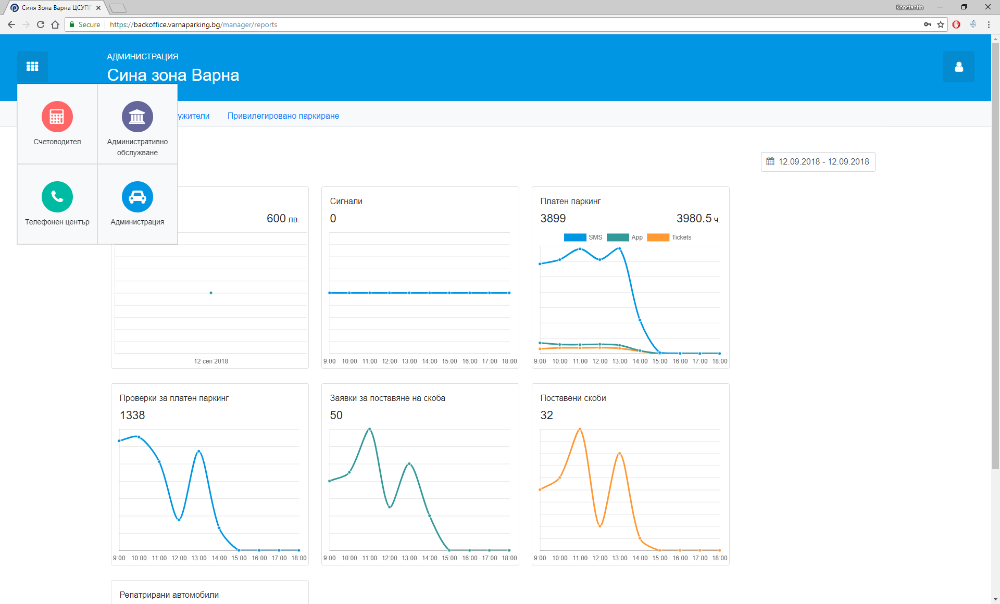 Синя Зона Варна ЦСУПГ
Konstantin
Secure
https://backoffice.varnaparking.bg/manager/reports
АДМИНИСТРАЦИЯ
Сина зона Варна
ужители
Привилегировано паркиране
Счетоводител
Административно
обслужване
Телефонен център
Администрация
12.09.2018 - 12.09.2018
600 лв.
12 сеп 2018
Сигнали
0
9:00 10:00 11:00 12:00 13:00 14:00 15:00 16:00 17:00 18:00
Платен паркинг
3899 3980.5 ч.
SMS App Tickets
9:00 10:00 11:00 12:00 13:00 14:00 15:00 16:00 17:00 18:00
Проверки за платен паркинг
1338
9:00 10:00 11:00 12:00 13:00 14:00 15:00 16:00 17:00 18:00
Заявки за поставяне на скоба
50
9:00 10:00 11:00 12:00 13:00 14:00 15:00 16:00 17:00 18:00
Поставени скоби
32
9:00 10:00 11:00 12:00 13:00 14:00 15:00 16:00 17:00 18:00
Репатрирани автомобили